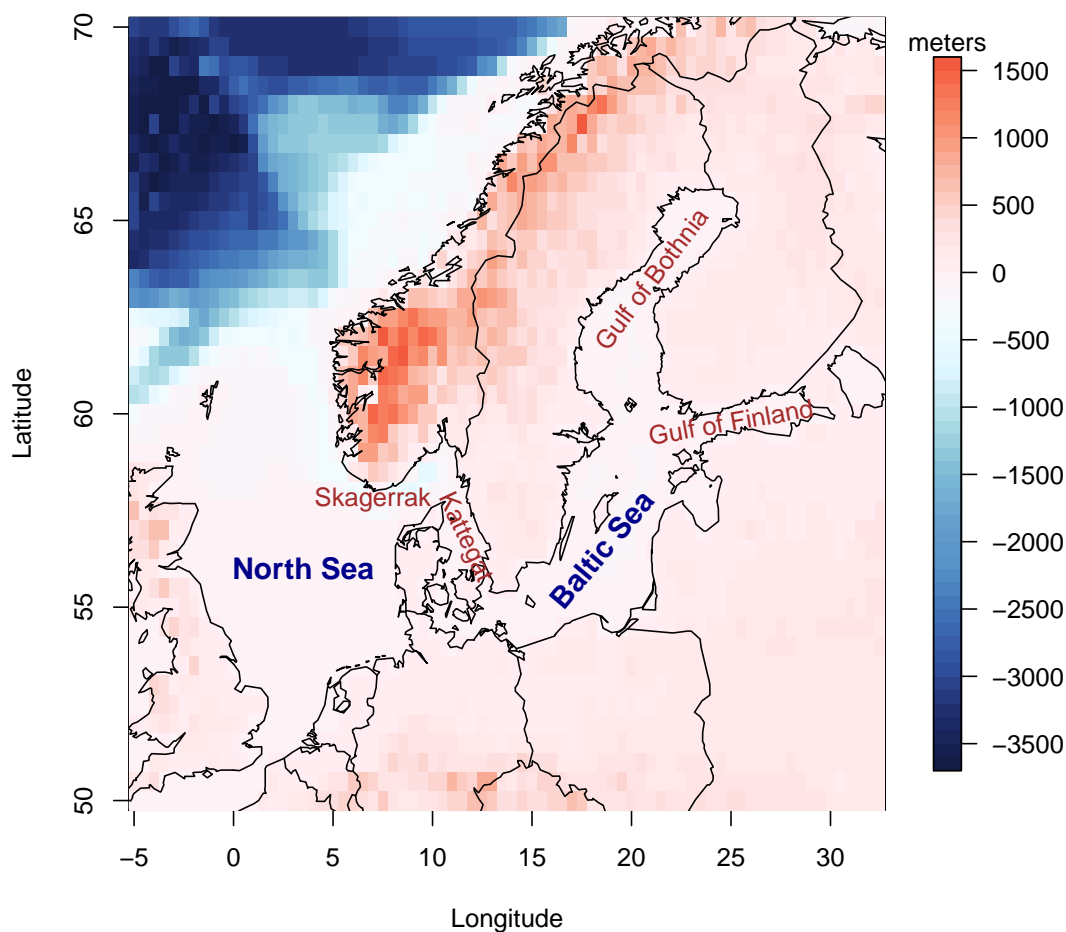 meters
70
65
60
55
50
Latitude
1500
1000
500
0
−500
−1000
−1500
−2000
−2500
−3000
−3500
Gulf of Bothnia
Gulf of Finland
Skagerrak
Kattegat
North Sea
Baltic Sea
−5 0 5 10 15 20 25 30
Longitude